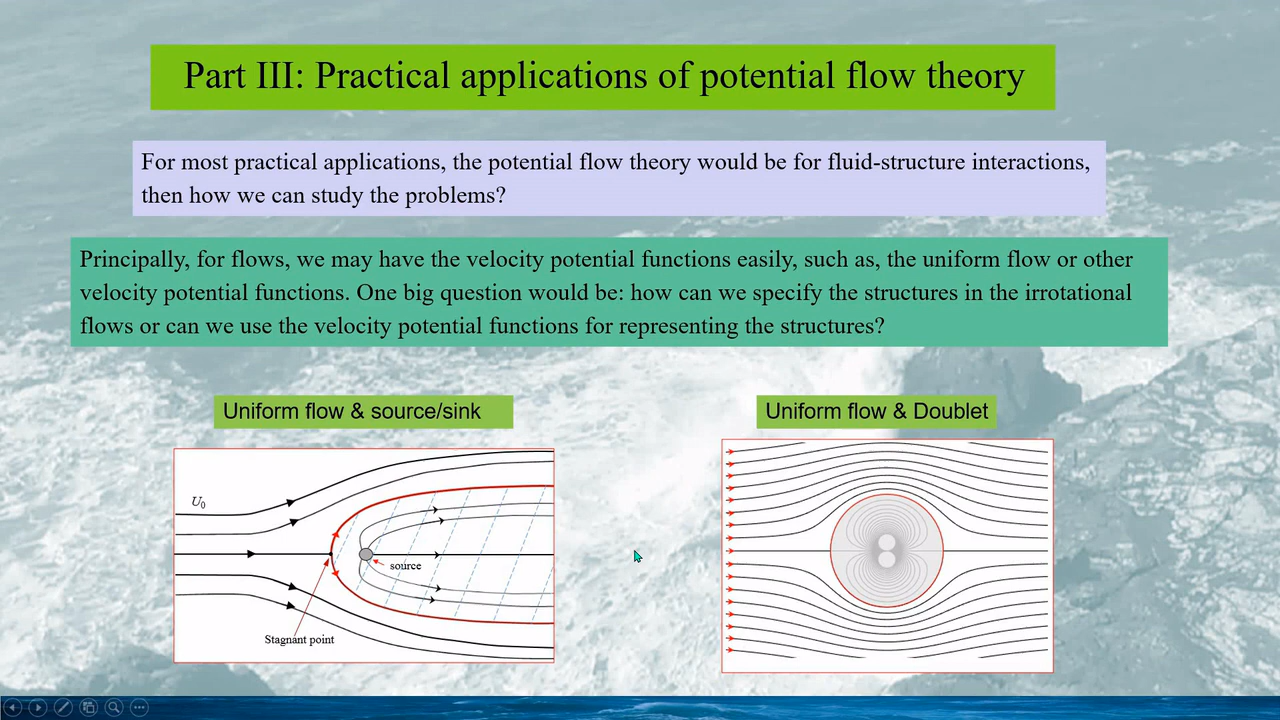 Part III: Practical applications of potential flow theory
For most practical applications, the potential flow theory would be for fluid-structure interactions,
then how we can study the problems?
Principally, for flows, we may have the velocity potential functions easily, such as, the uniform flow or other
velocity potential functions. One big question would be: how can we specify the structures in the irrotational
flows or can we use the velocity potential functions for representing the structures?
Uniform flow & source/sink
Uniform flow & Doublet
U₀
source
Stagnant point